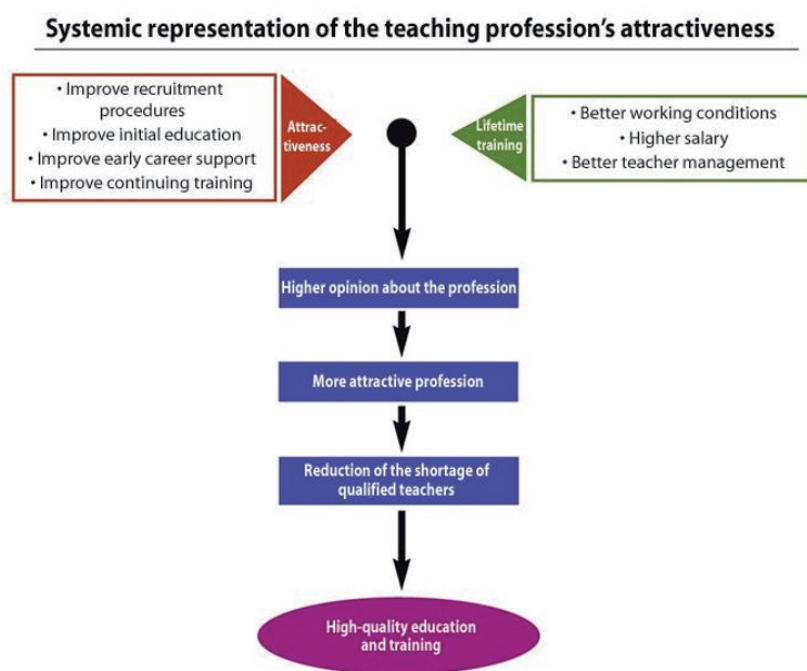 Systemic representation of the teaching profession's attractiveness
• Improve recruitment
procedures
• Improve initial education
• Improve early career support
• Improve continuing training
Attrac-
tiveness
Lifetime
training
• Better working conditions
• Higher salary
• Better teacher management
Higher opinion about the profession
More attractive profession
Reduction of the shortage of
qualified teachers
High-quality education
and training